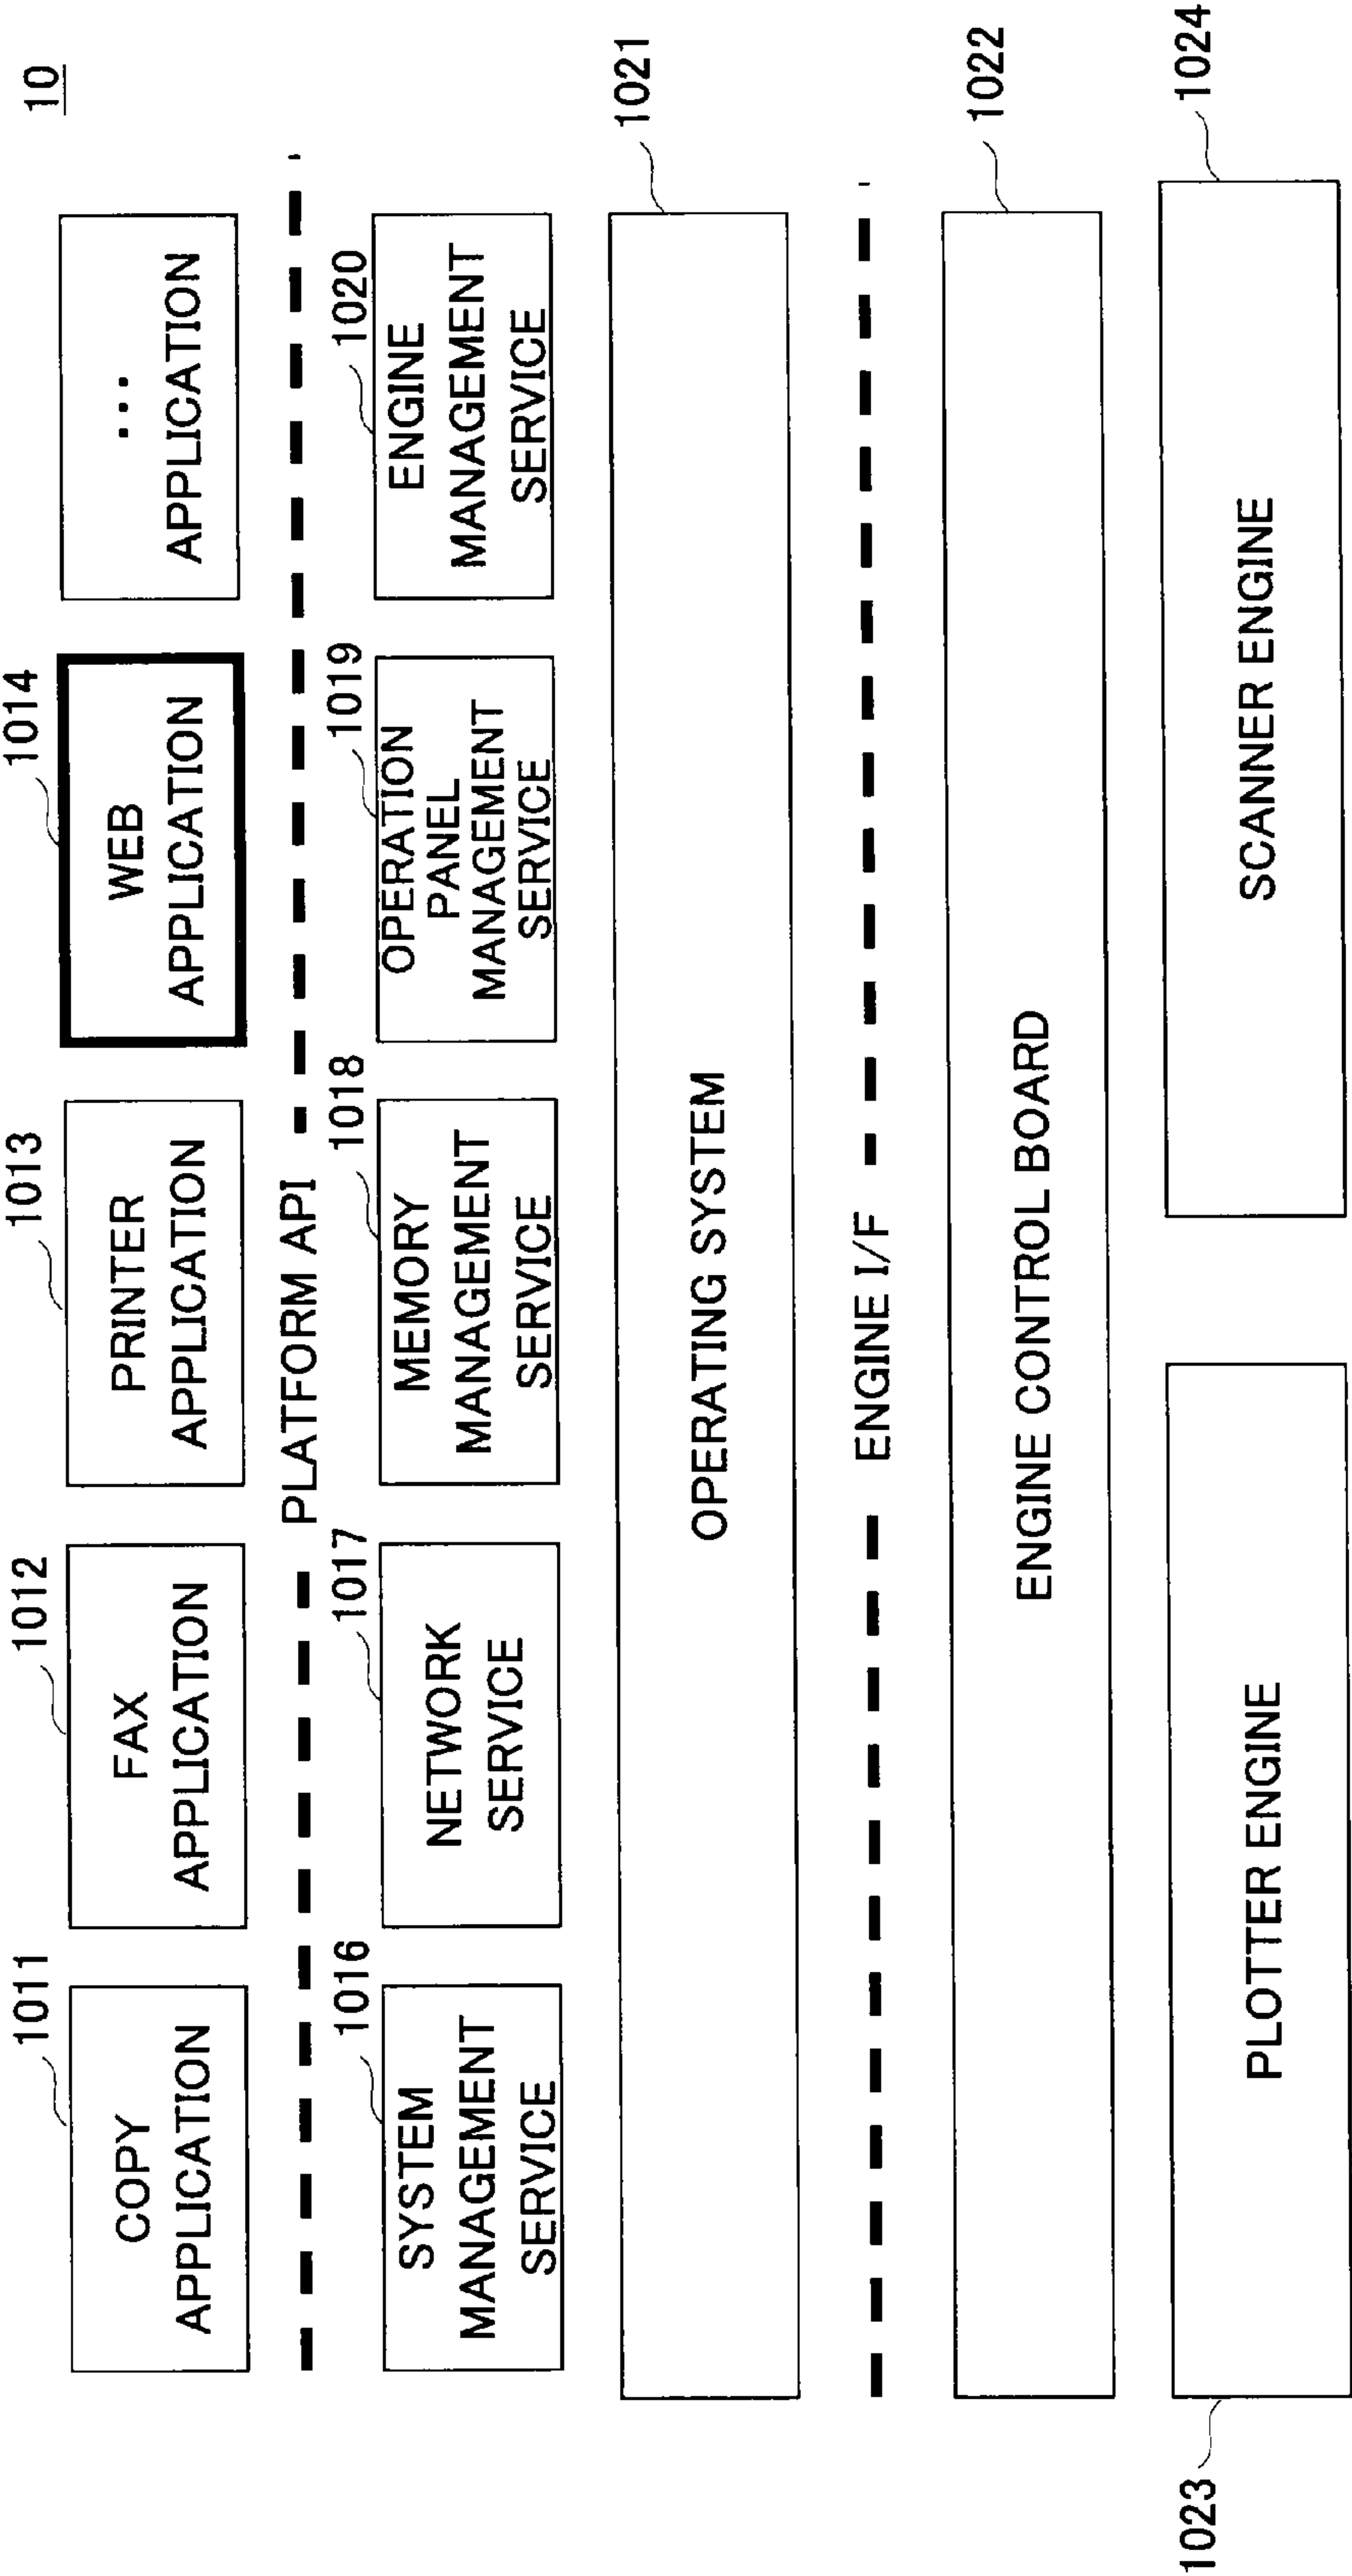 10
1011
1012
1013
1014
COPY
APPLICATION
FAX
APPLICATION
PRINTER
APPLICATION
WEB
APPLICATION
...
APPLICATION
PLATFORM API
1016
1017
1018
1019
1020
SYSTEM
MANAGEMENT
SERVICE
NETWORK
SERVICE
MEMORY
MANAGEMENT
SERVICE
OPERATION
PANEL
MANAGEMENT
SERVICE
ENGINE
MANAGEMENT
SERVICE
1021
OPERATING SYSTEM
ENGINE I/F
1022
ENGINE CONTROL BOARD
1023
PLOTTER ENGINE
SCANNER ENGINE
1024